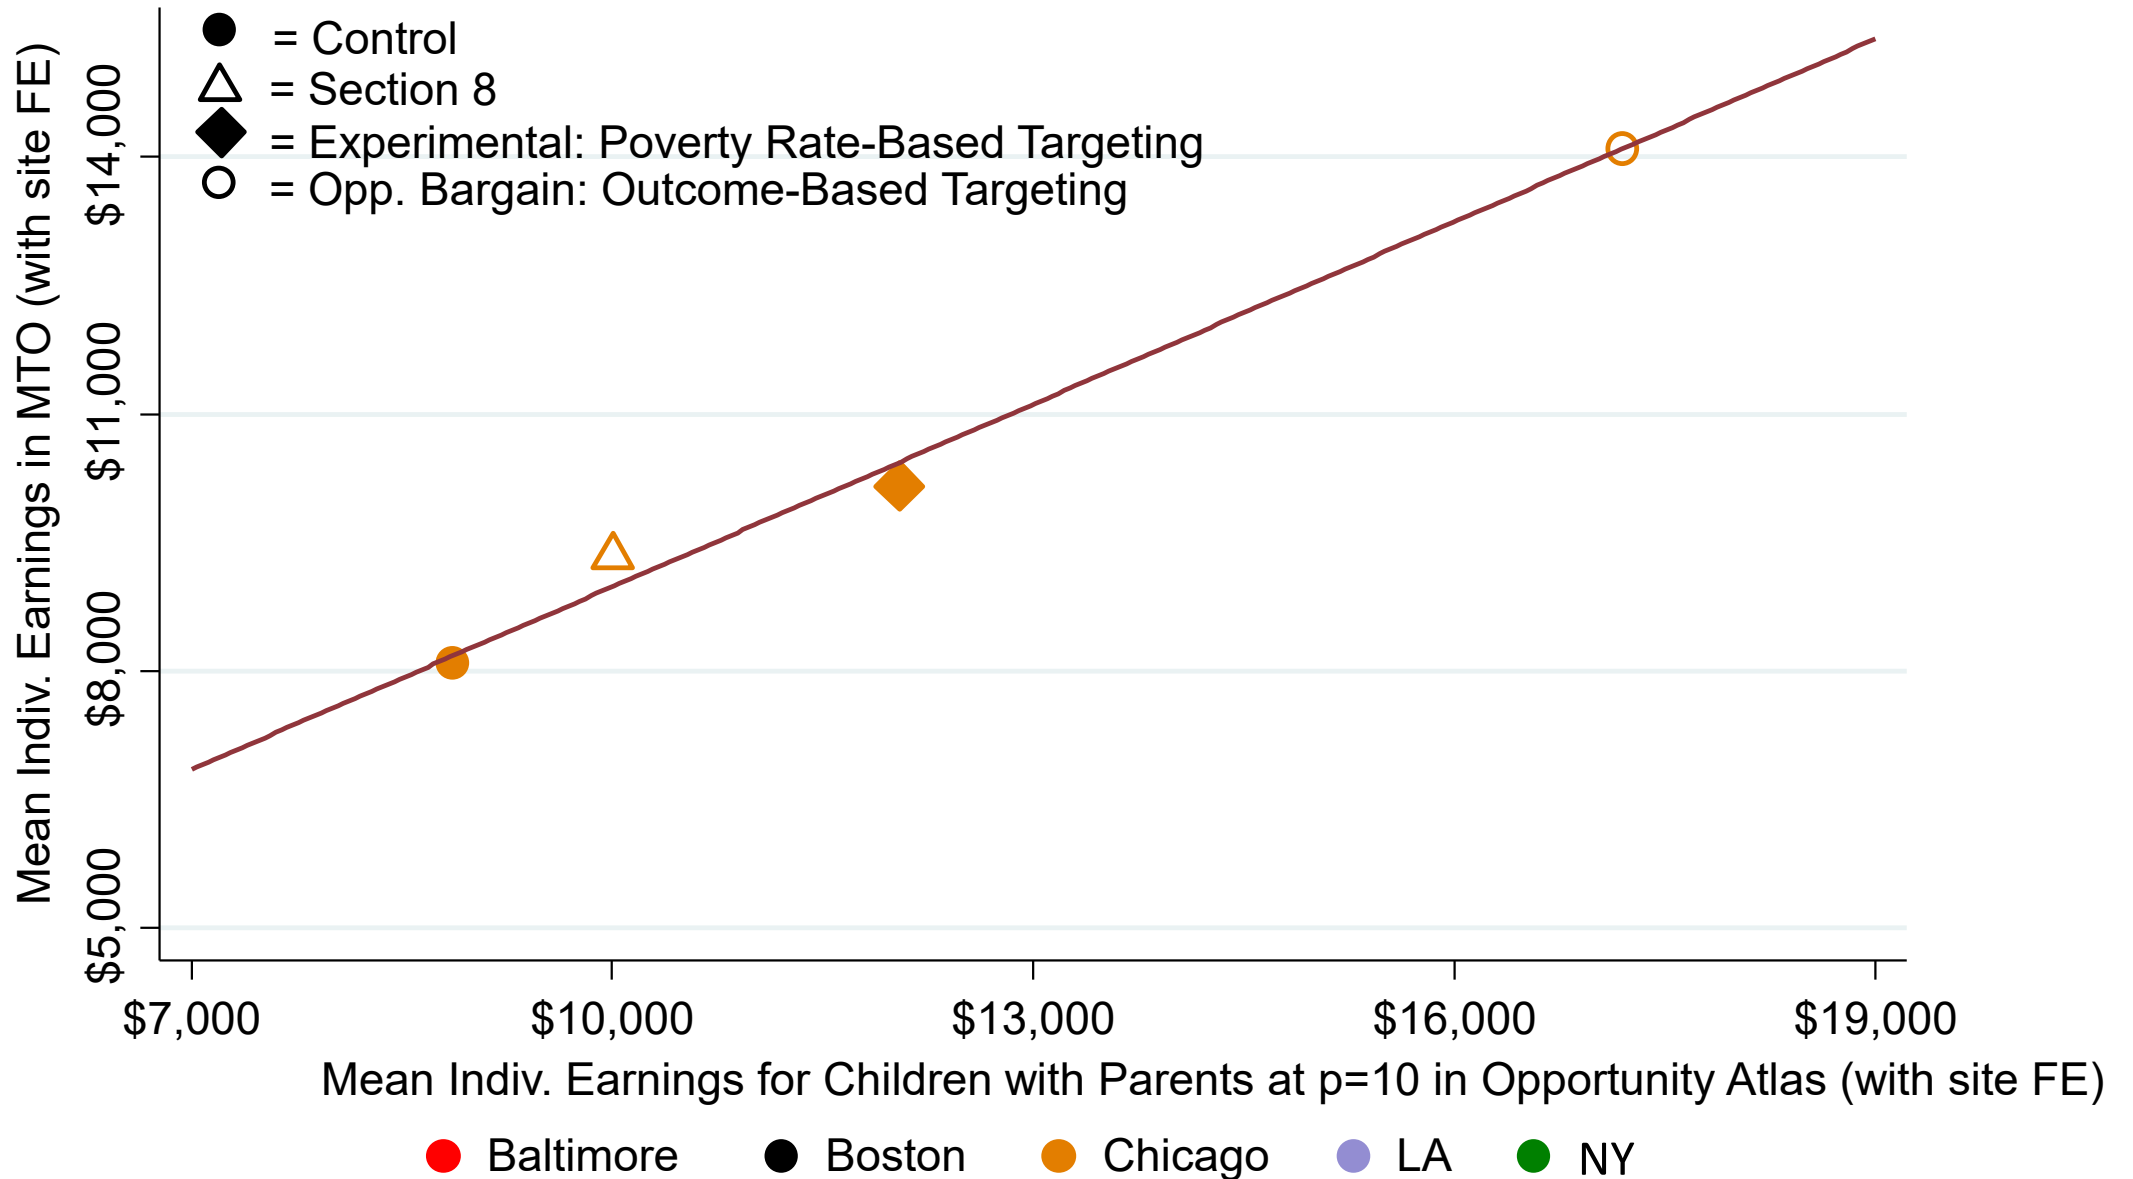 = Control
= Section 8
= Experimental: Poverty Rate-Based Targeting
= Opp. Bargain: Outcome-Based Targeting
Mean Indiv. Earnings in MTO (with site FE)
$14,000
$11,000
$8,000
$5,000
$7,000 $10,000 $13,000 $16,000 $19,000
Mean Indiv. Earnings for Children with Parents at p=10 in Opportunity Atlas (with site FE)
Baltimore Boston Chicago LA NY